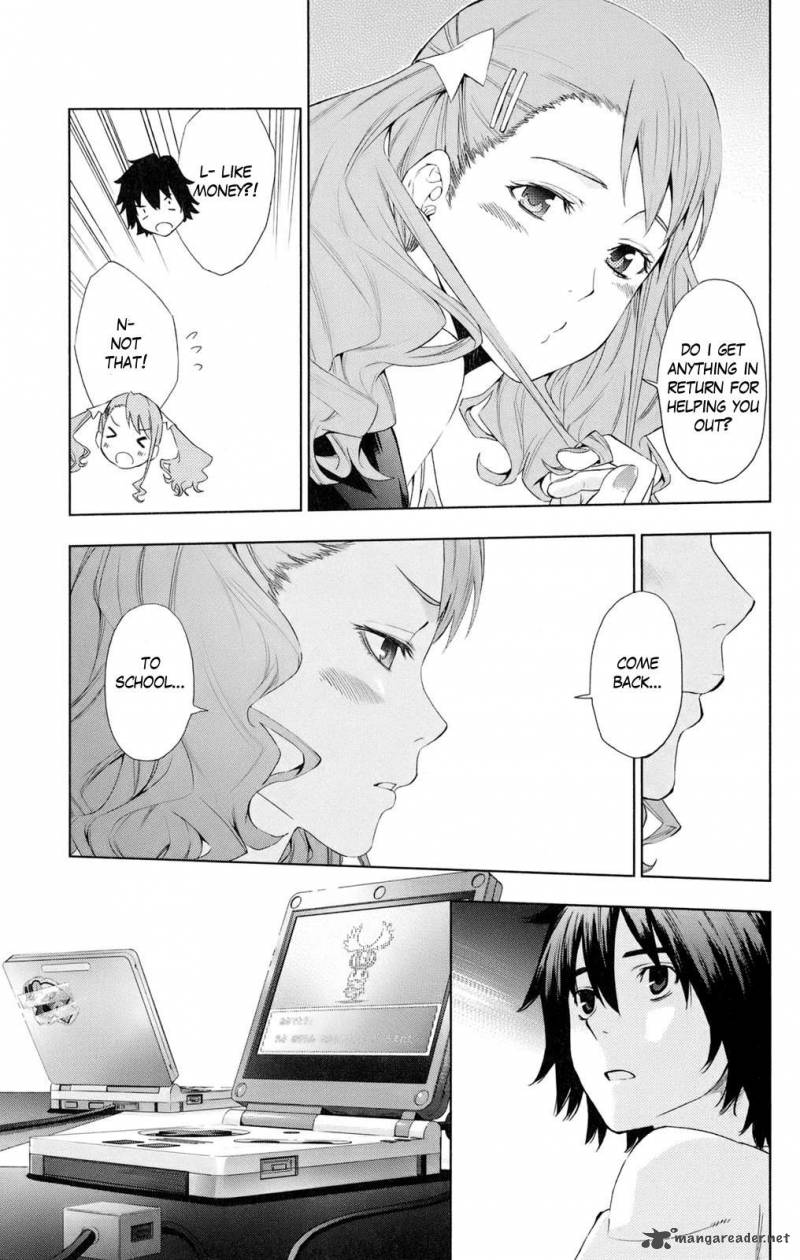 DO I GET
ANYTHING IN
RETURN FOR
HELPING YOU
OUT?
L- LIKE
MONEY?!
N-
NOT
THAT!
COME
BACK...
TO
SCHOOL...
mangareader.net